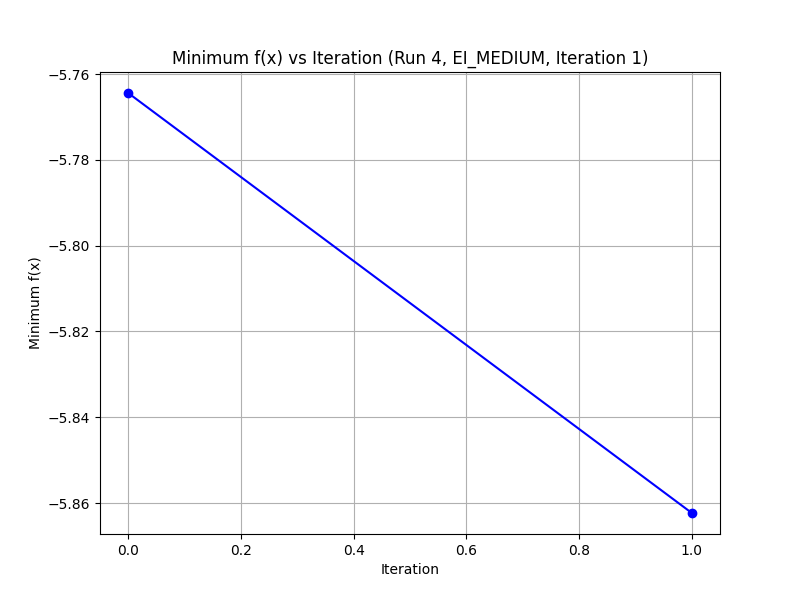 Minimum f(x) vs Iteration (Run 4, EI_MEDIUM, Iteration 1)
Minimum f(x)
−5.76
−5.78
−5.80
−5.82
−5.84
−5.86
0.0 0.2 0.4 0.6 0.8 1.0
Iteration